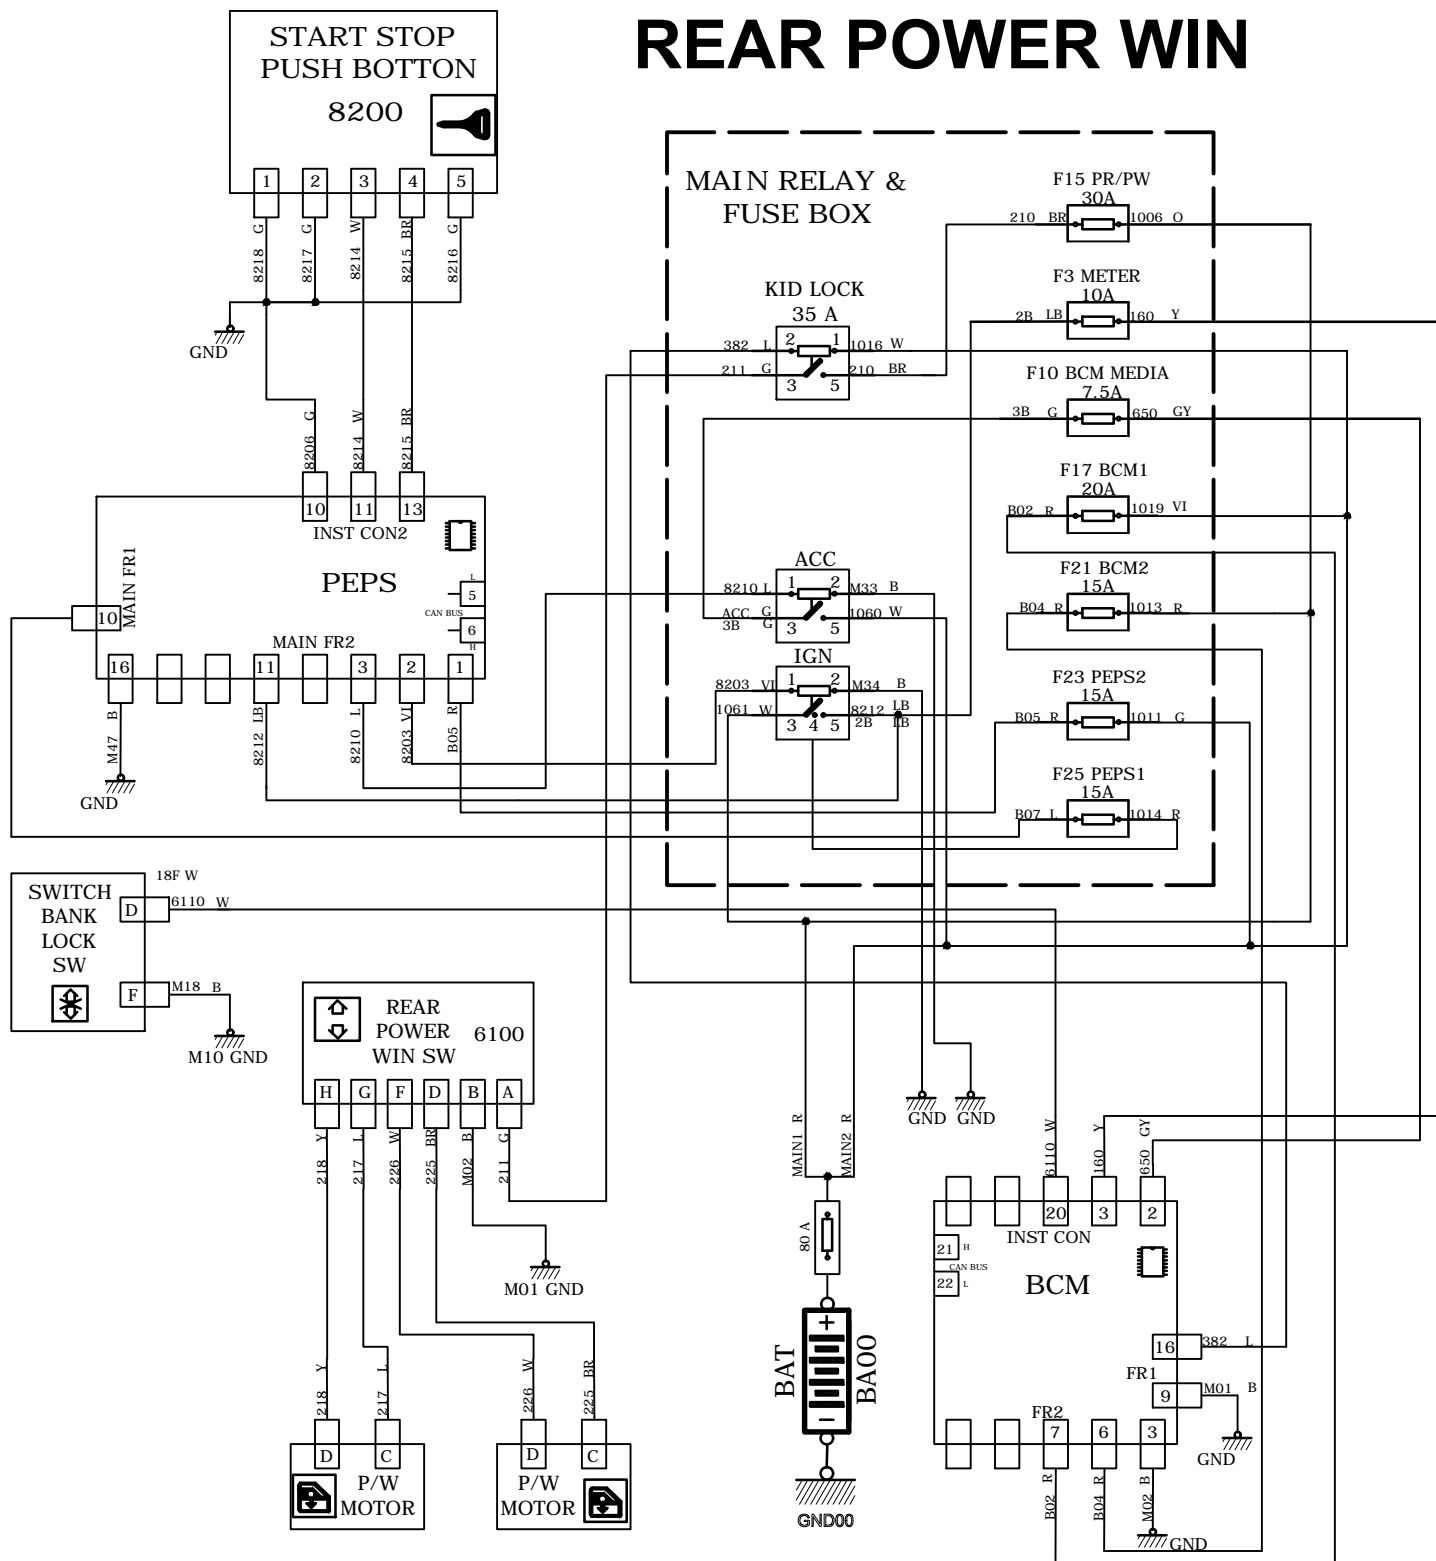 REAR POWER WIN
START STOP
PUSH BOTTON
8200
1 2 3 4 5
8218 G
8217 G
8214 W
8215 BR
8216 G
GND
8206 G
8214 W
8215 BR
10 11 13
INST CON2
PEPS
L
5
CAN BUS
6
H
MAIN FR1
10
MAIN FR2
16 11 3 2 1
M47 B
8212 LB
8210 L
8203 VI
B05 R
GND
MAIN RELAY &
FUSE BOX
F15 PR/PW
30A
210 BR 1006 O
F3 METER
10A
2B LB 160 Y
KID LOCK
35 A
382 L 2 1 1016 W
211 G 3 5 210 BR
F10 BCM MEDIA
7.5A
3B G 650 GY
F17 BCM1
20A
B02 R 1019 VI
ACC
8210 L 1 2 M33 B
ACC G 1060 W
3B G 3 5
F21 BCM2
15A
B04 R 1013 R
IGN
8203 VI 1 2 M34 B
1061 W 8212 LB
3 4 5 2B LB
F23 PEPS2
15A
B05 R 1011 G
F25 PEPS1
15A
B07 L 1014 R
18F W
SWITCH
BANK
LOCK
SW
D 6110 W
F M18 B
M10 GND
REAR
POWER
WIN SW
6100
H G F D B A
218 Y
217 L
226 W
225 BR
M02 B
211 G
M01 GND
218 Y
217 L
226 W
225 BR
D C
P/W
MOTOR
D C
P/W
MOTOR
GND
GND
MAIN1 R
MAIN2 R
80 A
+
BAT
BA00
−
GND00
6110 W
160 Y
650 GY
20 3 2
INST CON
21 H
CAN BUS
22 L
BCM
16 382 L
FR1
9 M01 B
GND
FR2
7 6 3
B02 R
B04 R
M02 B
GND